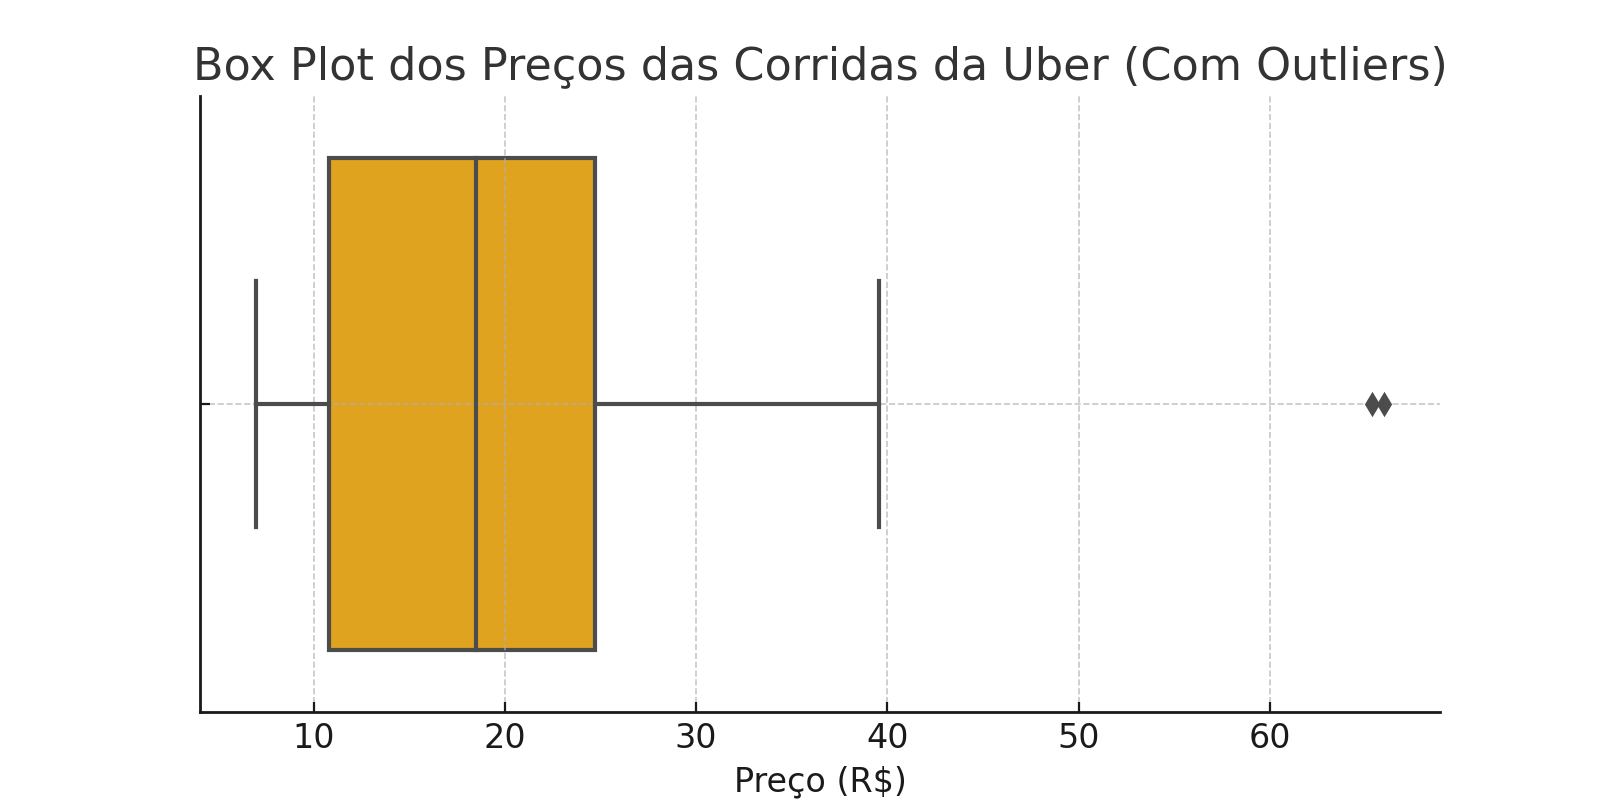 Box Plot dos Preços das Corridas da Uber (Com Outliers)
10 20 30 40 50 60
Preço (R$)